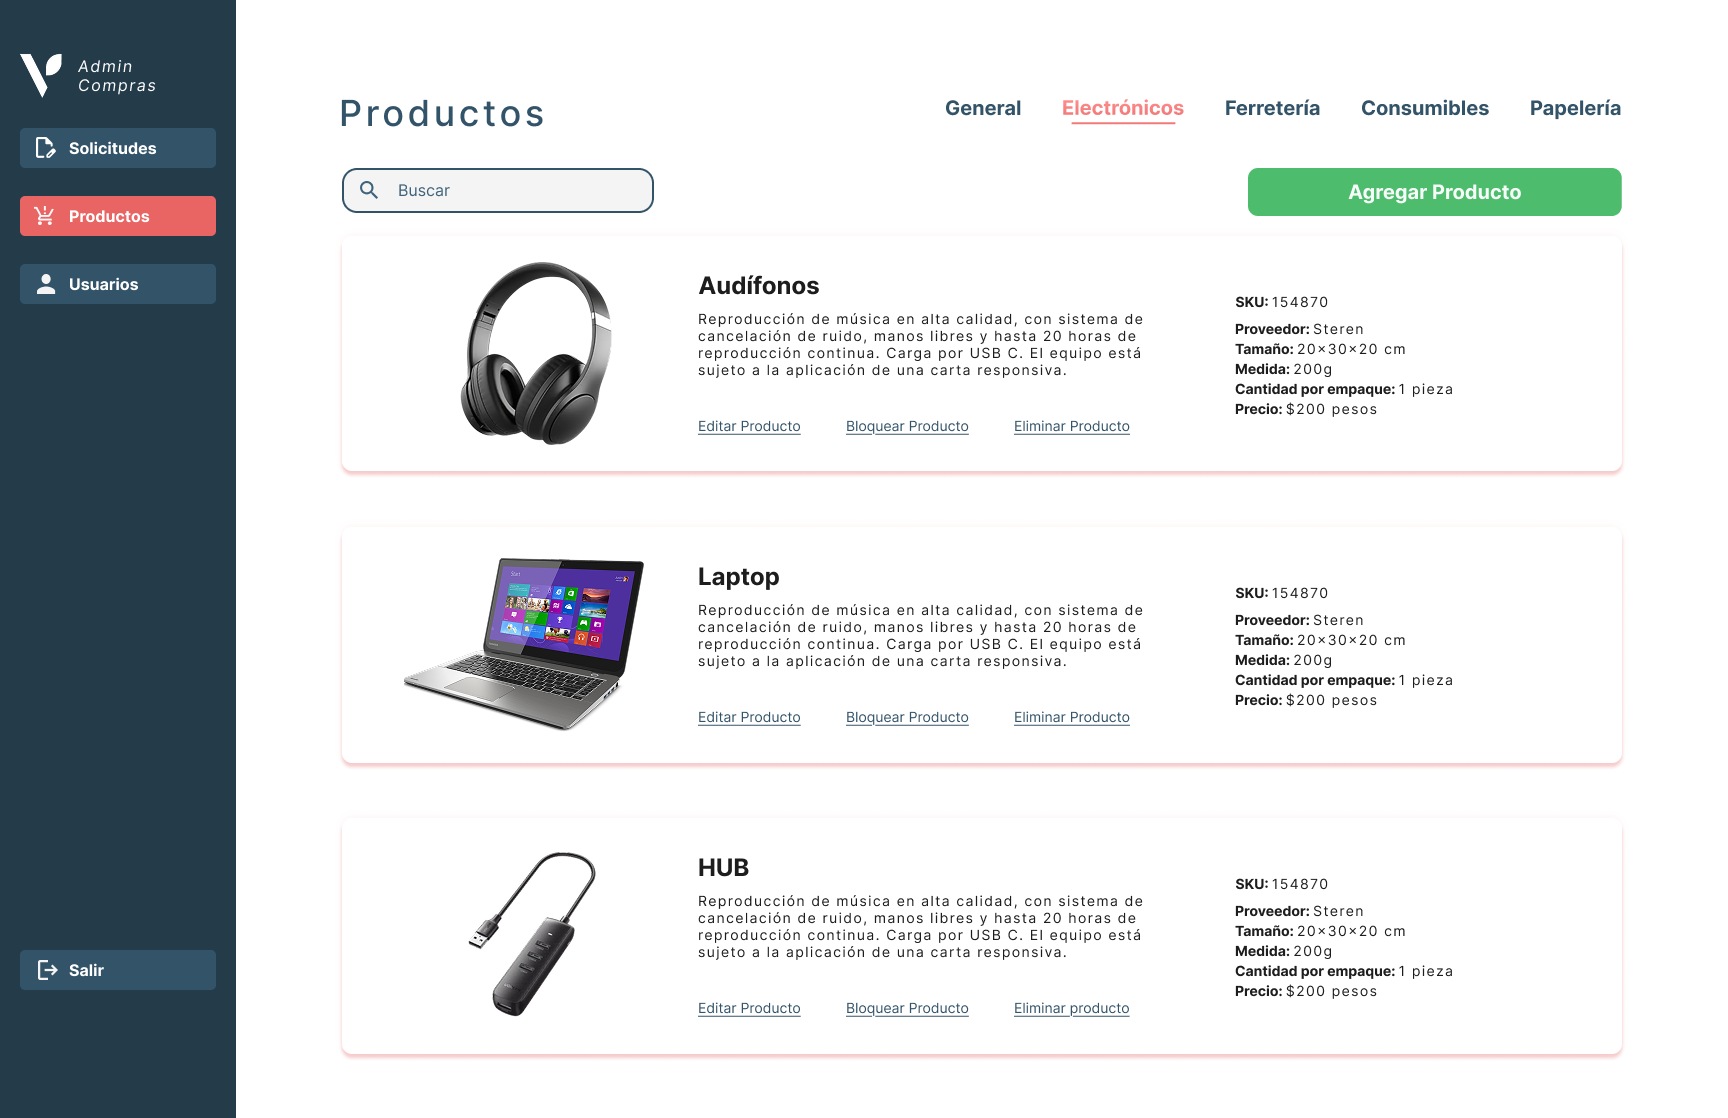 Admin
Compras
Solicitudes
Productos
Usuarios
Salir
Productos
General
Electrónicos
Ferretería
Consumibles
Papelería
Buscar
Agregar Producto
Audífonos
Reproducción de música en alta calidad, con sistema de
cancelación de ruido, manos libres y hasta 20 horas de
reproducción continua. Carga por USB C. El equipo está
sujeto a la aplicación de una carta responsiva.
Editar Producto
Bloquear Producto
Eliminar Producto
SKU: 154870
Proveedor: Steren
Tamaño: 20x30x20 cm
Medida: 200g
Cantidad por empaque: 1 pieza
Precio: $200 pesos
Start
Laptop
Reproducción de música en alta calidad, con sistema de
cancelación de ruido, manos libres y hasta 20 horas de
reproducción continua. Carga por USB C. El equipo está
sujeto a la aplicación de una carta responsiva.
Editar Producto
Bloquear Producto
Eliminar Producto
SKU: 154870
Proveedor: Steren
Tamaño: 20x30x20 cm
Medida: 200g
Cantidad por empaque: 1 pieza
Precio: $200 pesos
HUB
Reproducción de música en alta calidad, con sistema de
cancelación de ruido, manos libres y hasta 20 horas de
reproducción continua. Carga por USB C. El equipo está
sujeto a la aplicación de una carta responsiva.
Editar Producto
Bloquear Producto
Eliminar producto
SKU: 154870
Proveedor: Steren
Tamaño: 20x30x20 cm
Medida: 200g
Cantidad por empaque: 1 pieza
Precio: $200 pesos